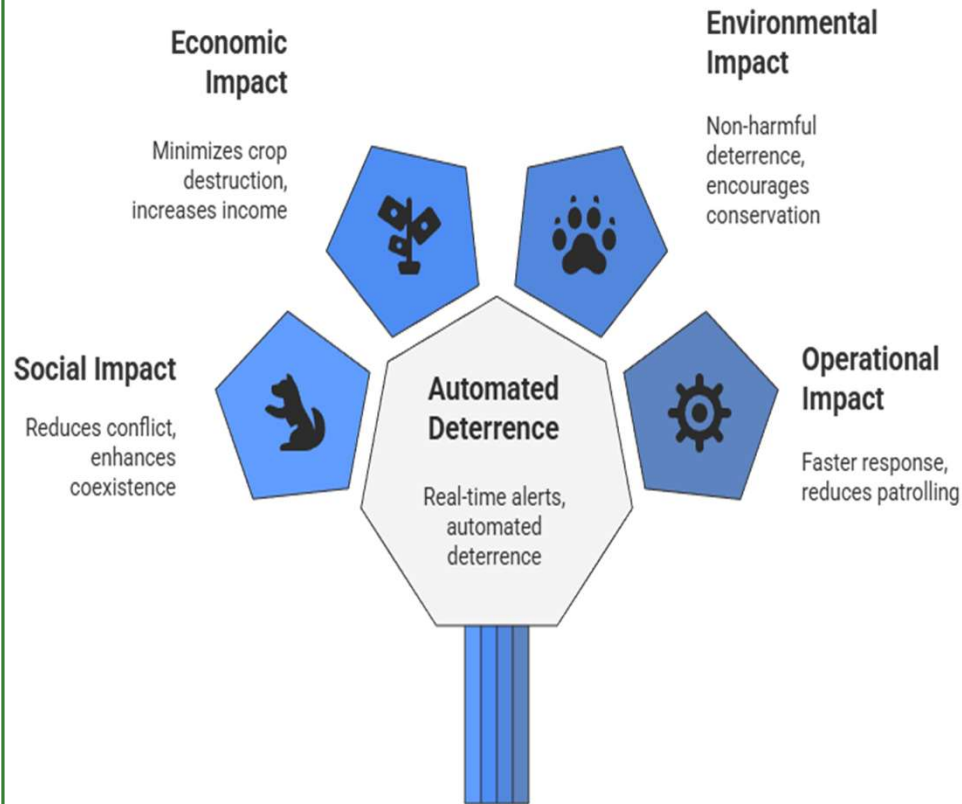 Economic
Impact
Minimizes crop
destruction,
increases income
Environmental
Impact
Non-harmful
deterrence,
encourages
conservation
Social Impact
Reduces conflict,
enhances
coexistence
Automated
Deterrence
Real-time alerts,
automated
deterrence
Operational
Impact
Faster response,
reduces patrolling